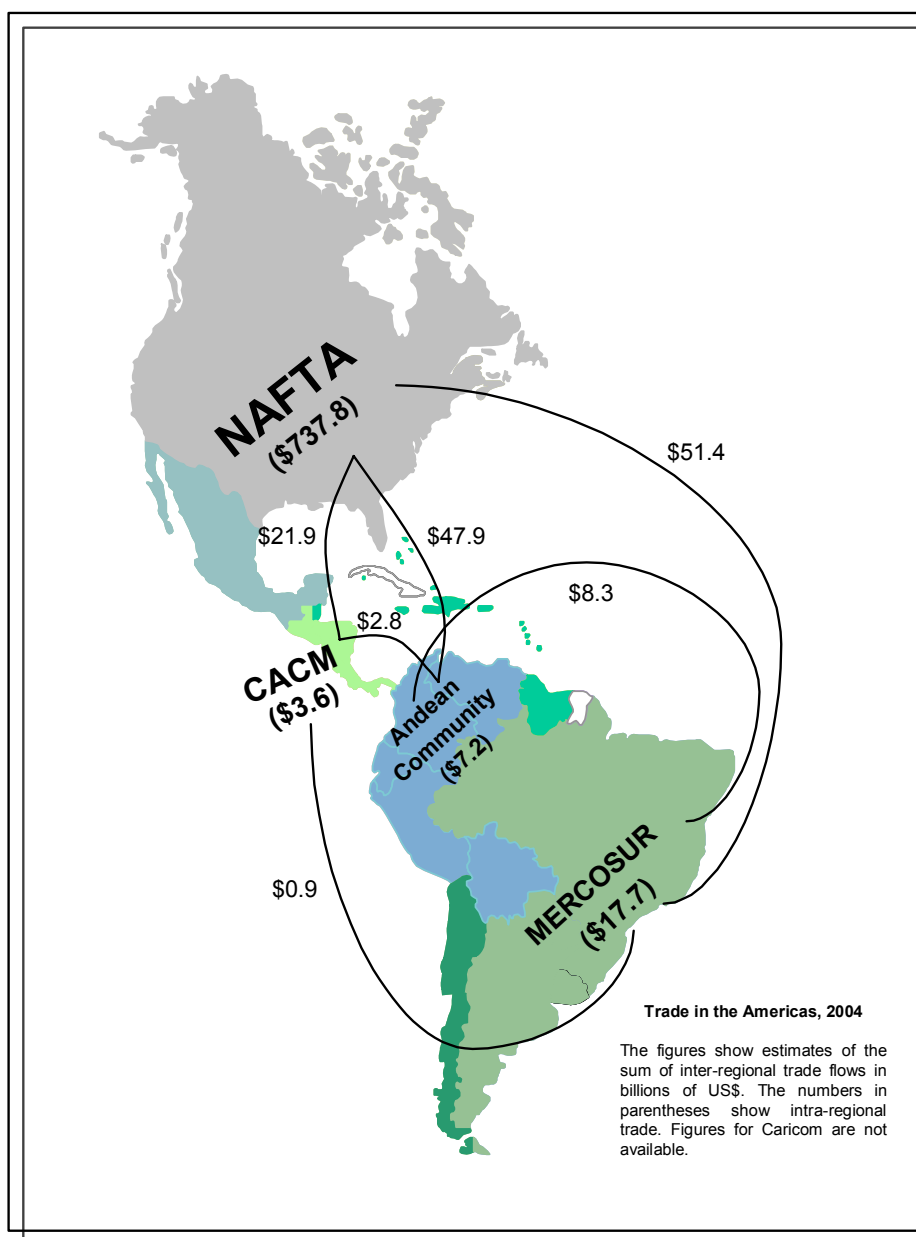 NAFTA
($737.8)
$51.4
$21.9
$47.9
$8.3
$2.8
CACM
($3.6)
Andean
Community
($7.2)
MERCOSUR
($17.7)
$0.9
Trade in the Americas, 2004
The figures show estimates of the
sum of inter-regional trade flows in
billions of US$. The numbers in
parentheses show intra-regional
trade. Figures for Caricom are not
available.